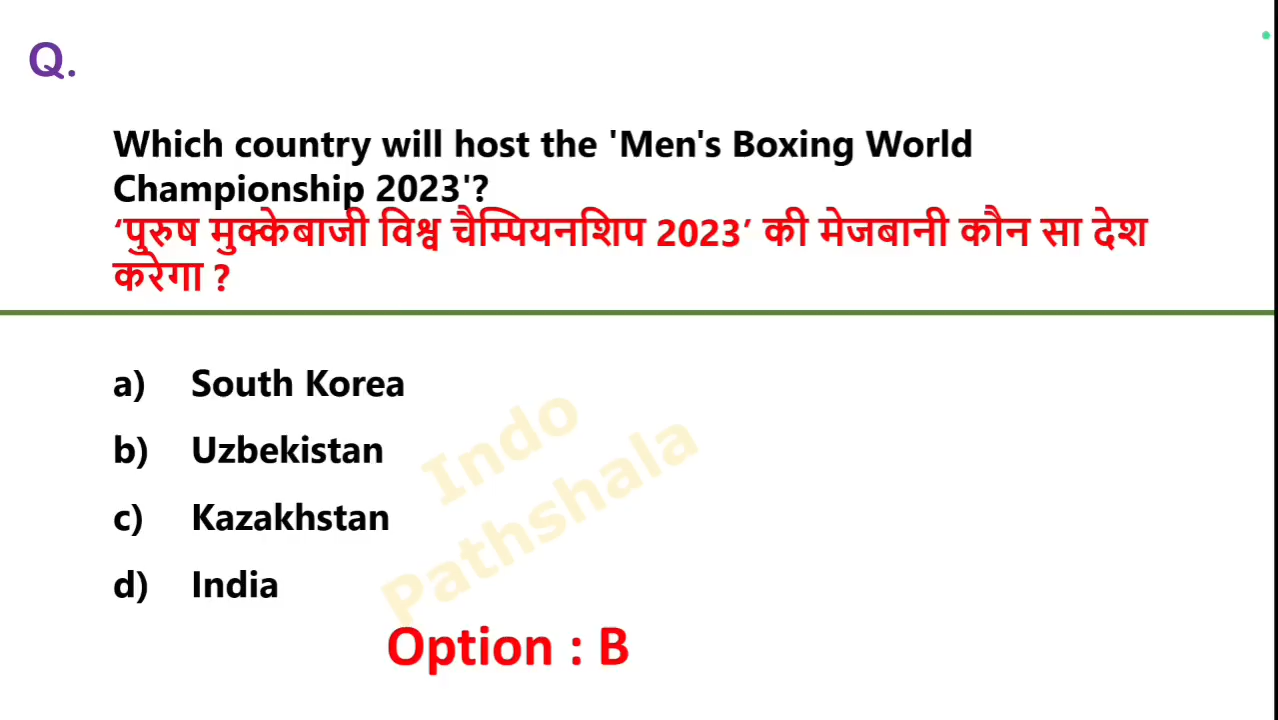 Q.
Which country will host the 'Men's Boxing World
Championship 2023'?
‘पुरुष मुक्केबाजी विश्व चैम्पियनशिप 2023’ की मेजबानी कौन सा देश
करेगा ?
a) South Korea
b) Uzbekistan
c) Kazakhstan
d) India
Indo
Pathshala
Option : B